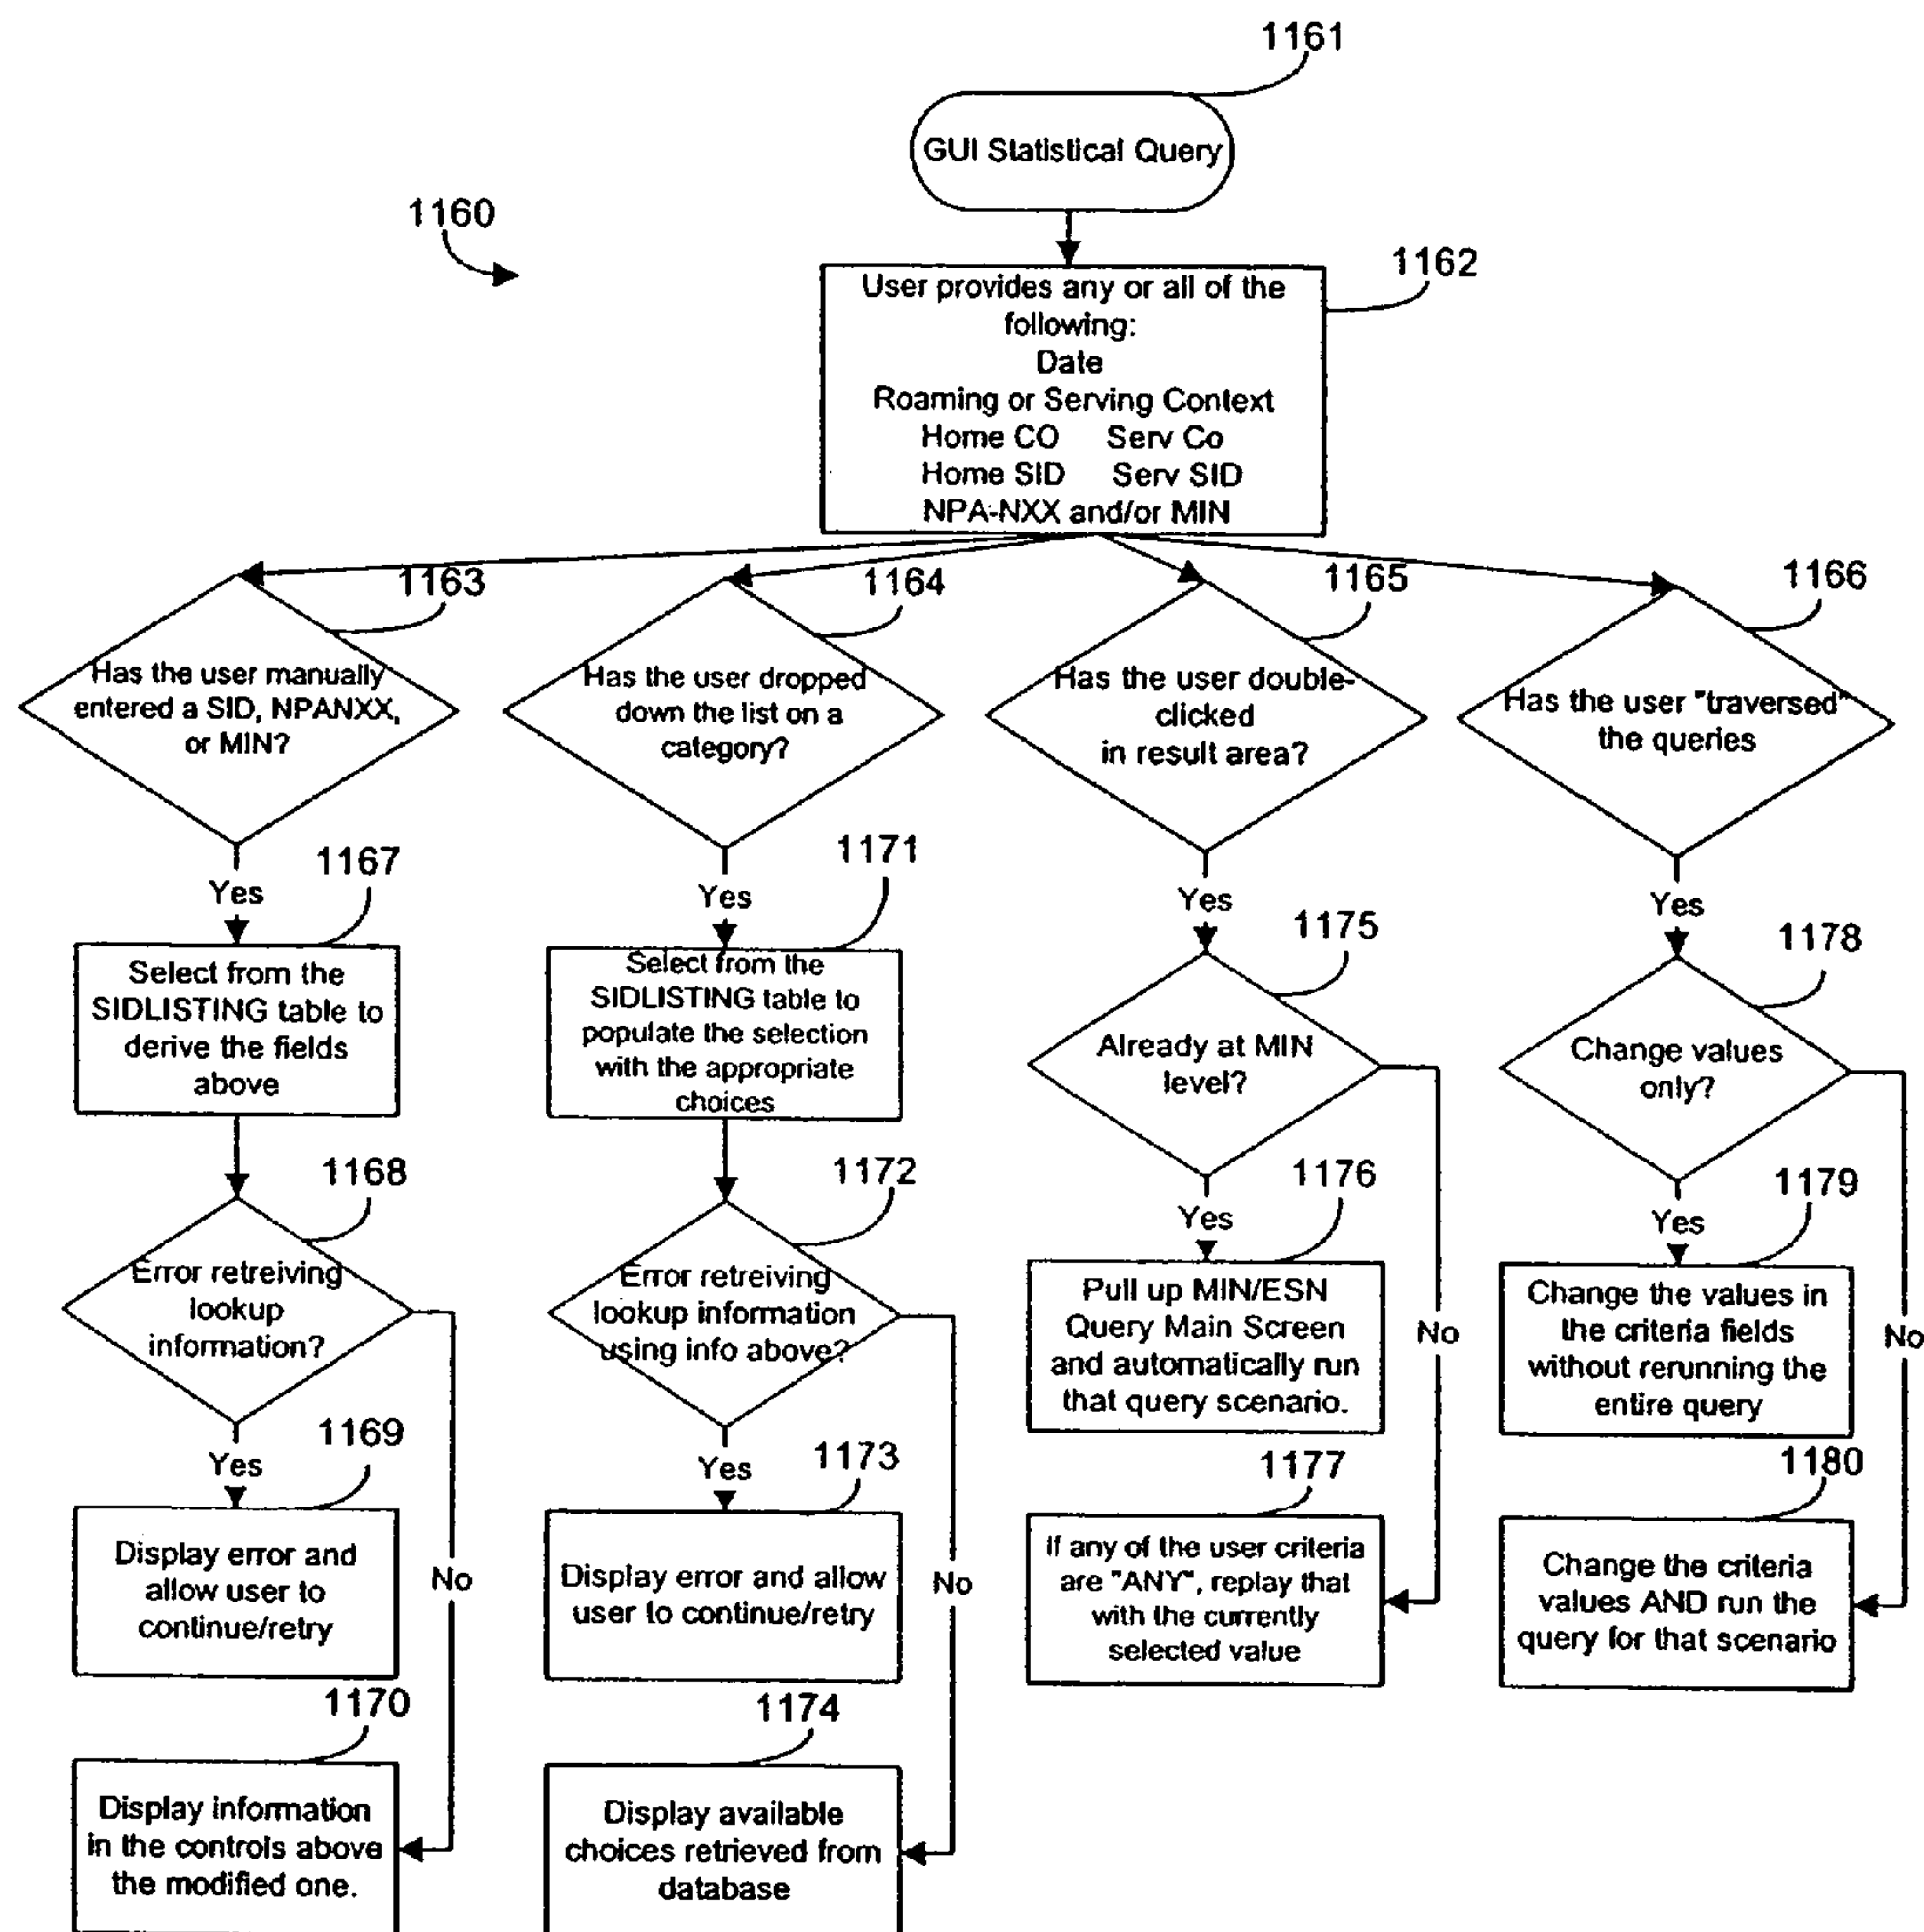 1161
GUI Statistical Query
1160
1162
User provides any or all of the
following:
Date
Roaming or Serving Context
Home CO Serv Co
Home SID Serv SID
NPA-NXX and/or MIN
1163
Has the user manually
entered a SID, NPANXX,
or MIN?
1164
Has the user dropped
down the list on a
category?
1165
Has the user double-
clicked
in result area?
1166
Has the user "traversed"
the queries
Yes
1167
Select from the
SIDLISTING table to
derive the fields
above
Yes
1171
Select from the
SIDLISTING table to
populate the selection
with the appropriate
choices
Yes
1175
Already at MIN
level?
Yes
1178
Change values
only?
1168
Error retreiving
lookup
information?
1172
Error retreiving
lookup information
using info above?
Yes
1176
Pull up MIN/ESN
Query Main Screen
and automatically run
that query scenario.
No
Yes
1179
Change the values in
the criteria fields
without rerunning the
entire query
No
Yes
1169
Display error and
allow user to
continue/retry
No
Yes
1173
Display error and allow
user to continue/retry
No
1177
If any of the user criteria
are "ANY", replay that
with the currently
selected value
1180
Change the criteria
values AND run the
query for that scenario
1170
Display information
in the controls above
the modified one.
1174
Display available
choices retrieved from
database